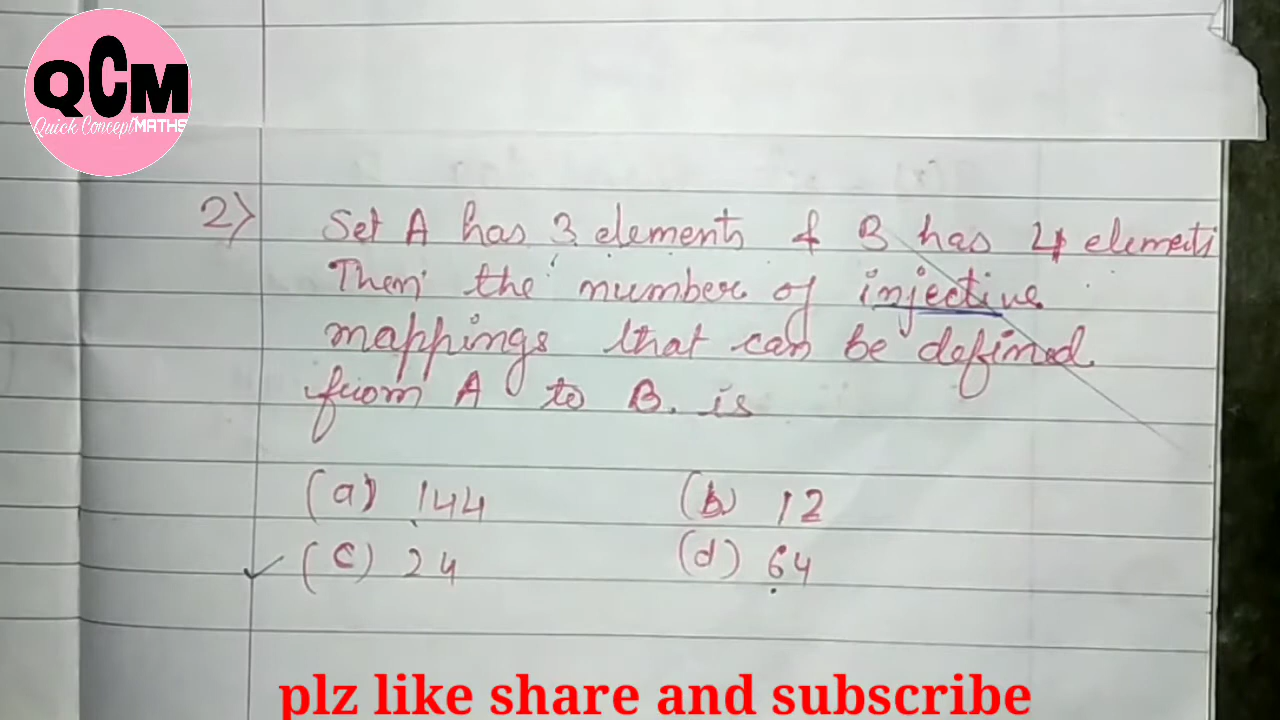 QCM
Quick Concept MATHS
2) Set A has 3 elements & B has 4 elements
Then the number of injective
mappings that can be defined
from A to B. is
(a) 144 (b) 12
(c) 24 (d) 64
plz like share and subscribe